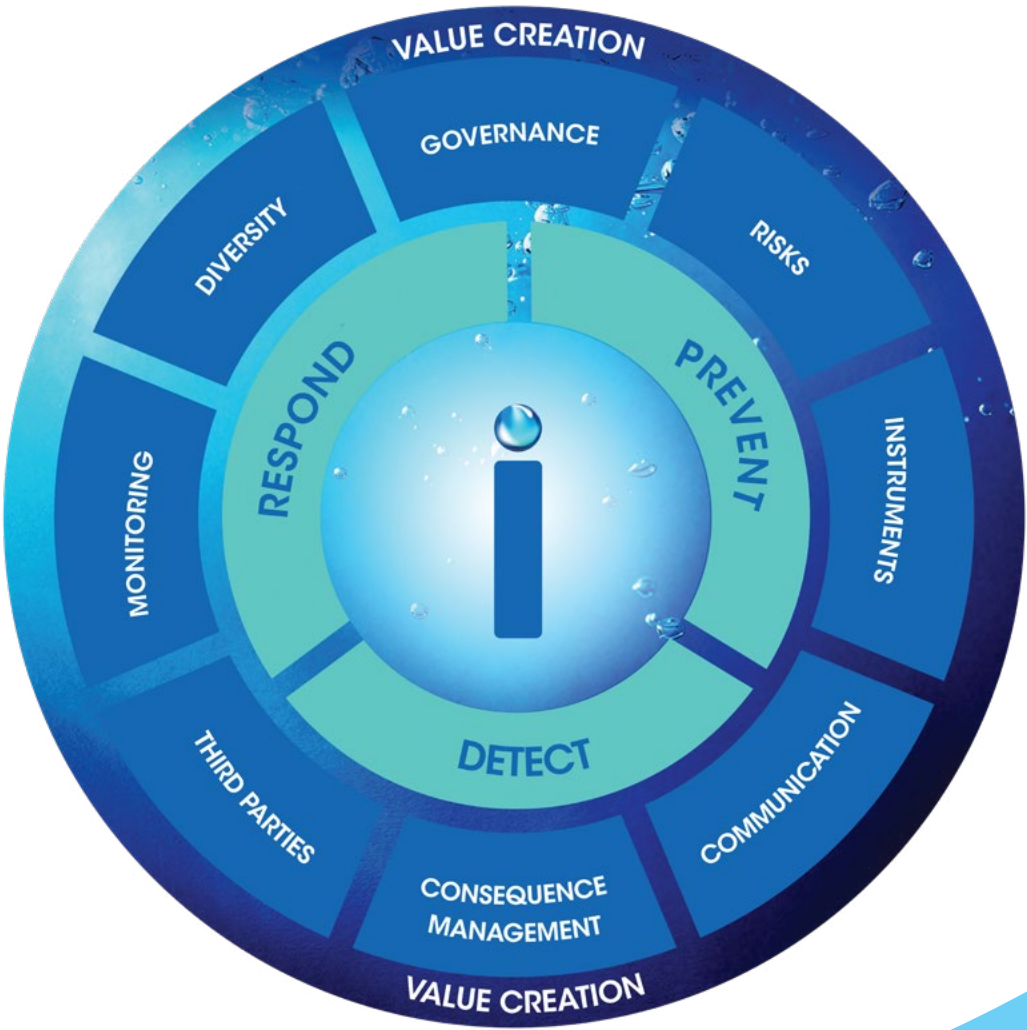 VALUE CREATION
GOVERNANCE
RISKS
INSTRUMENTS
COMMUNICATION
CONSEQUENCE
MANAGEMENT
THIRD PARTIES
MONITORING
DIVERSITY
PREVENT
DETECT
RESPOND
i
VALUE CREATION